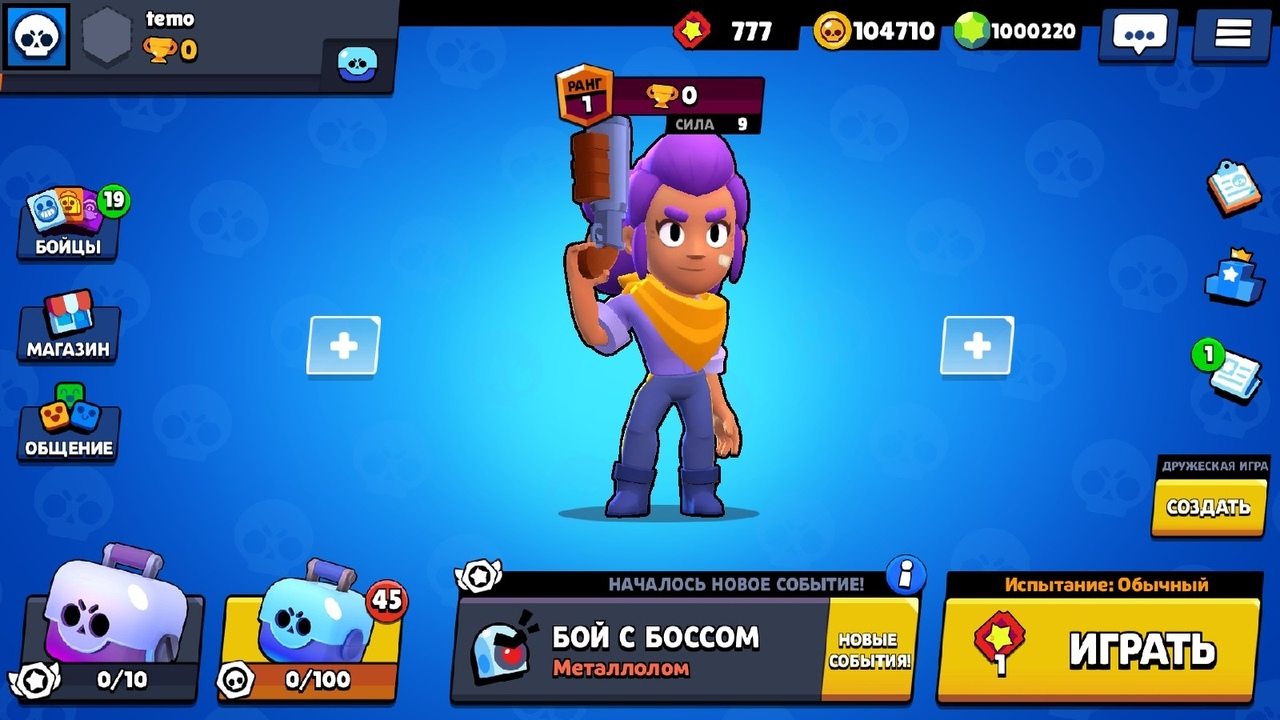 temo
0
777
104710
1000220
РАНГ
1
0
СИЛА 9
19
БОЙЦЫ
МАГАЗИН
ОБЩЕНИЕ
1
ДРУЖЕСКАЯ ИГРА
СОЗДАТЬ
0/10
45
0/100
НАЧАЛОСЬ НОВОЕ СОБЫТИЕ!
i
БОЙ С БОССОМ
Металлолом
НОВЫЕ
СОБЫТИЯ!
Испытание: Обычный
1
ИГРАТЬ